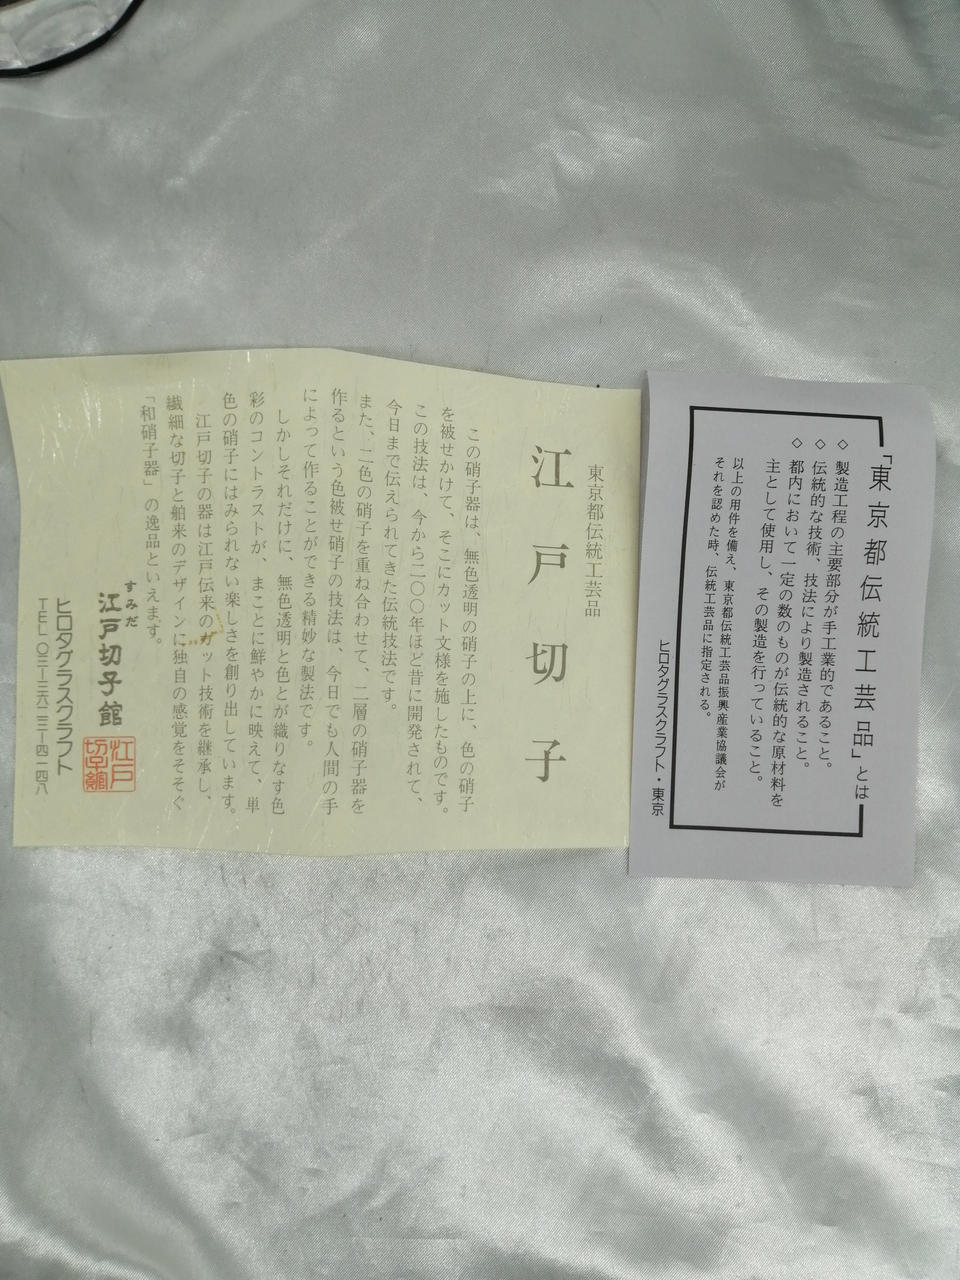 「東京都伝統工芸品」とは
◇ 製造工程の主要部分が手工業的であること。
◇ 伝統的な技術、技法により製造されること。
◇ 都内において一定の数のものが伝統的な原材料を
主として使用し、その製造を行っていること。
以上の用件を備え、東京都伝統工芸品振興産業協議会が
それを認めた時、伝統工芸品に指定される。
ヒロタグラスクラフト・東京
東京都伝統工芸品
江戸切子
この硝子器は、無色透明の硝子の上に、色の硝子
を被せかけて、そこにカット文様を施したものです。
この技法は、今から二〇〇年ほど昔に開発されて、
今日まで伝えられてきた伝統技法です。
また、二色の硝子を重ね合わせて、二層の硝子器を
作るという色被せ硝子の技法は、今日でも人間の手
によって作ることができる精妙な製法です。
しかしそれだけに、無色透明と色とが織りなす色
彩のコントラストが、まことに鮮やかに映えて、単
色の硝子にはみられない楽しさを創り出しています。
江戸切子の器は江戸伝来のカット技術を継承し、
繊細な切子と舶来のデザインに独自の感覚をそそぐ
「和硝子器」の逸品といえます。
すみだ
江戸切子館
江戸
切子館
ヒロタグラスクラフト
TEL〇三―三六二三―四一四八